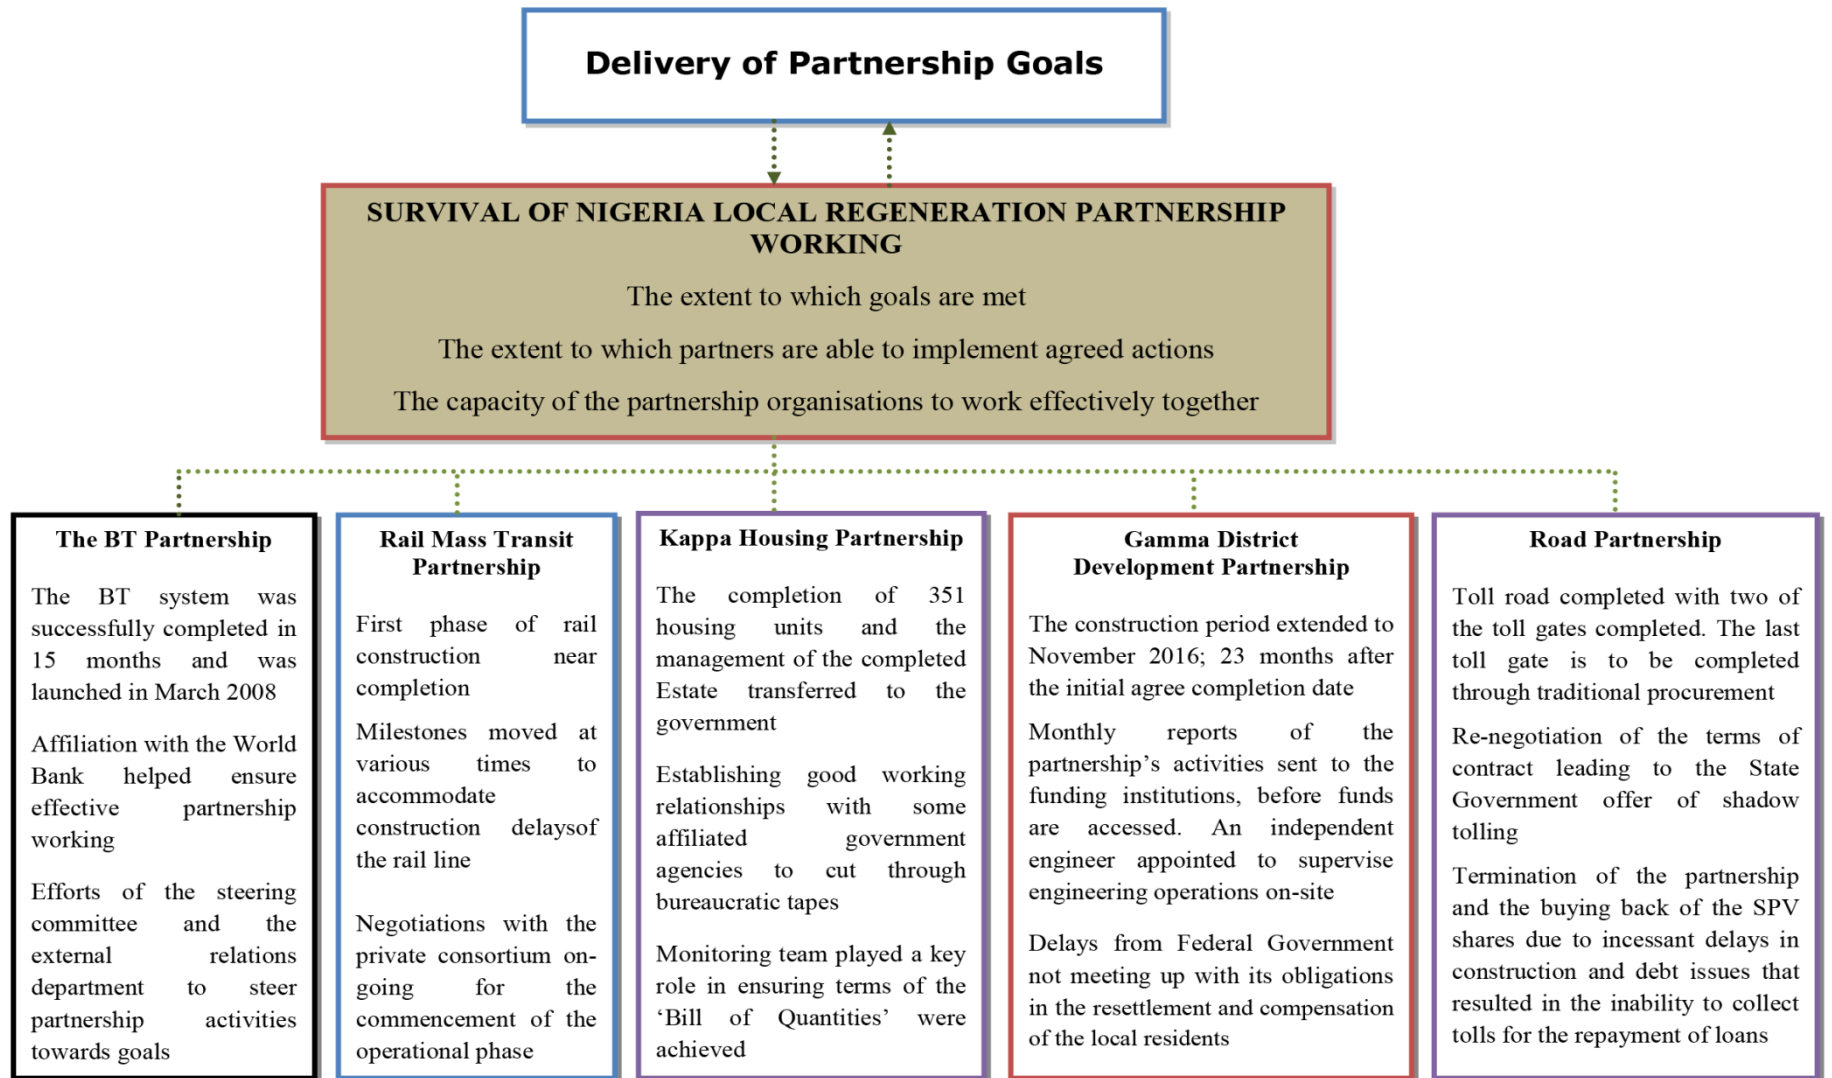 Delivery of Partnership Goals
SURVIVAL OF NIGERIA LOCAL REGENERATION PARTNERSHIP
WORKING
The extent to which goals are met
The extent to which partners are able to implement agreed actions
The capacity of the partnership organisations to work effectively together
The BT Partnership
The BT system was
successfully completed in
15 months and was
launched in March 2008
Affiliation with the World
Bank helped ensure
effective partnership
working
Efforts of the steering
committee and the
external relations
department to steer
partnership activities
towards goals
Rail Mass Transit
Partnership
First phase of rail
construction near
completion
Milestones moved at
various times to
accommodate
construction delaysof
the rail line
Negotiations with the
private consortium on-
going for the
commencement of the
operational phase
Kappa Housing Partnership
The completion of 351
housing units and the
management of the completed
Estate transferred to the
government
Establishing good working
relationships with some
affiliated government
agencies to cut through
bureaucratic tapes
Monitoring team played a key
role in ensuring terms of the
‘Bill of Quantities’ were
achieved
Gamma District
Development Partnership
The construction period extended to
November 2016; 23 months after
the initial agree completion date
Monthly reports of the
partnership’s activities sent to the
funding institutions, before funds
are accessed. An independent
engineer appointed to supervise
engineering operations on-site
Delays from Federal Government
not meeting up with its obligations
in the resettlement and compensation
of the local residents
Road Partnership
Toll road completed with two of
the toll gates completed. The last
toll gate is to be completed
through traditional procurement
Re-negotiation of the terms of
contract leading to the State
Government offer of shadow
tolling
Termination of the partnership
and the buying back of the SPV
shares due to incessant delays in
construction and debt issues that
resulted in the inability to collect
tolls for the repayment of loans